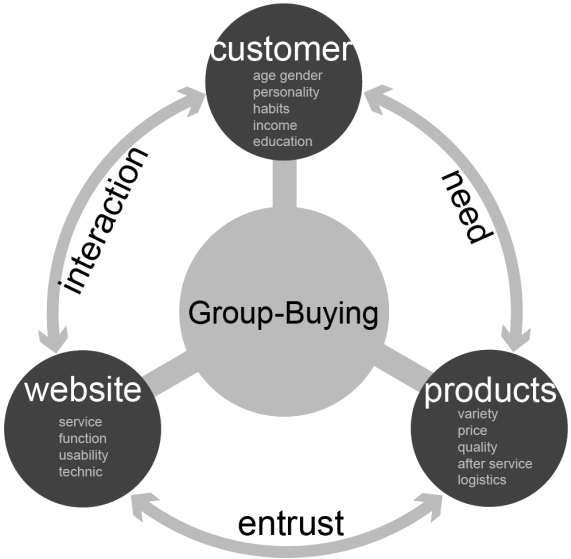 customer
age gender
personality
habits
income
education
interaction
need
Group-Buying
website
service
function
usability
technic
products
variety
price
quality
after service
logistics
entrust